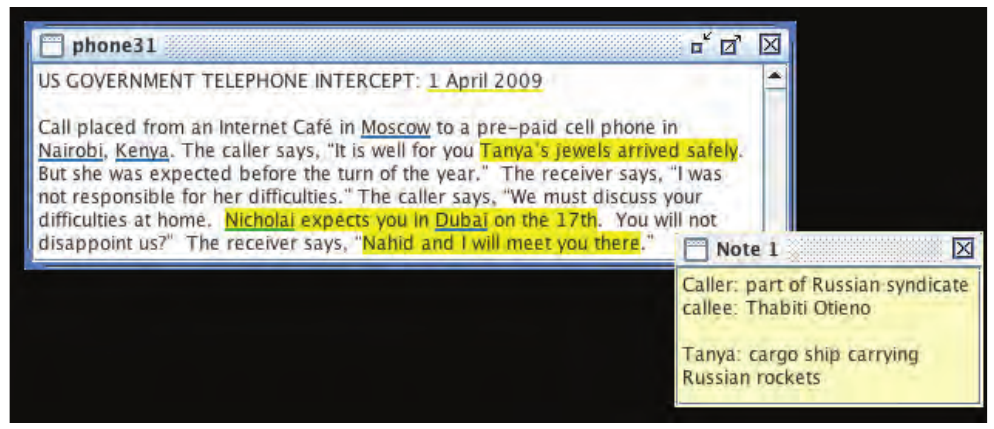 phone31
US GOVERNMENT TELEPHONE INTERCEPT: 1 April 2009
Call placed from an Internet Café in Moscow to a pre-paid cell phone in
Nairobi, Kenya. The caller says, "It is well for you Tanya's jewels arrived safely.
But she was expected before the turn of the year." The receiver says, "I was
not responsible for her difficulties." The caller says, "We must discuss your
difficulties at home. Nicholai expects you in Dubai on the 17th. You will not
disappoint us?" The receiver says, "Nahid and I will meet you there."
Note 1
Caller: part of Russian syndicate
callee: Thabiti Otieno
Tanya: cargo ship carrying
Russian rockets